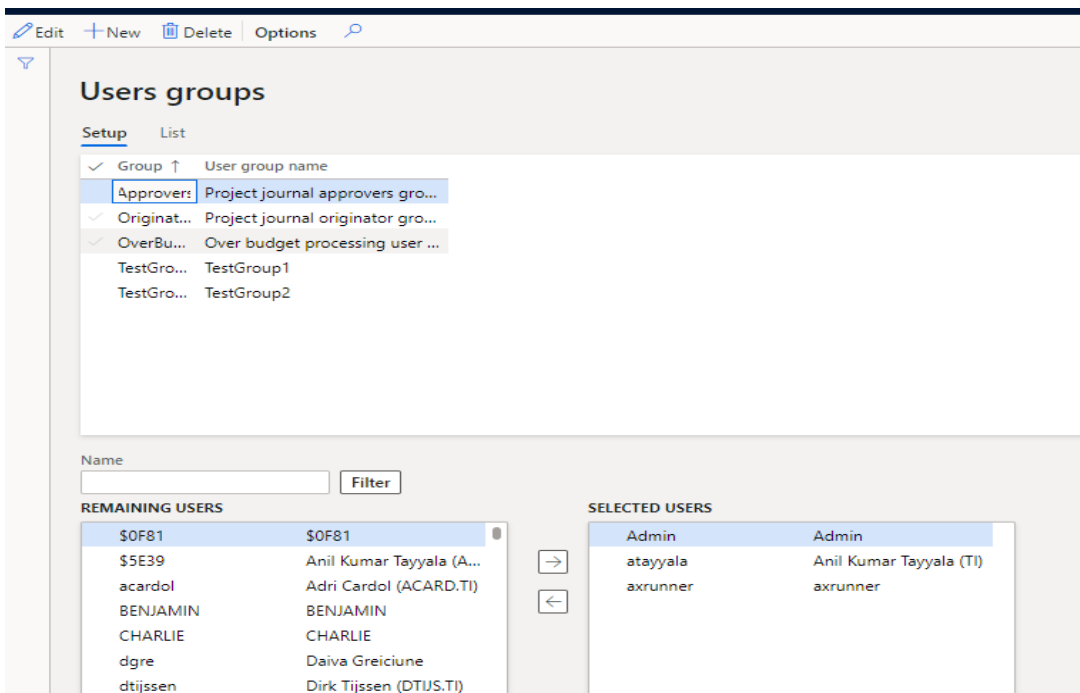 Edit New Delete Options
Users groups
Setup List
Group ↑ User group name
Approvers Project journal approvers gro...
Originat... Project journal originator gro...
OverBu... Over budget processing user ...
TestGro... TestGroup1
TestGro... TestGroup2
Name
Filter
REMAINING USERS SELECTED USERS
$0F81 $0F81 Admin Admin
$5E39 Anil Kumar Tayyala (A... atayyala Anil Kumar Tayyala (TI)
acardol Adri Cardol (ACARD.TI) axrunner axrunner
BENJAMIN BENJAMIN
CHARLIE CHARLIE
dgre Daiva Greiciune
dtijssen Dirk Tijssen (DTIJS.TI)